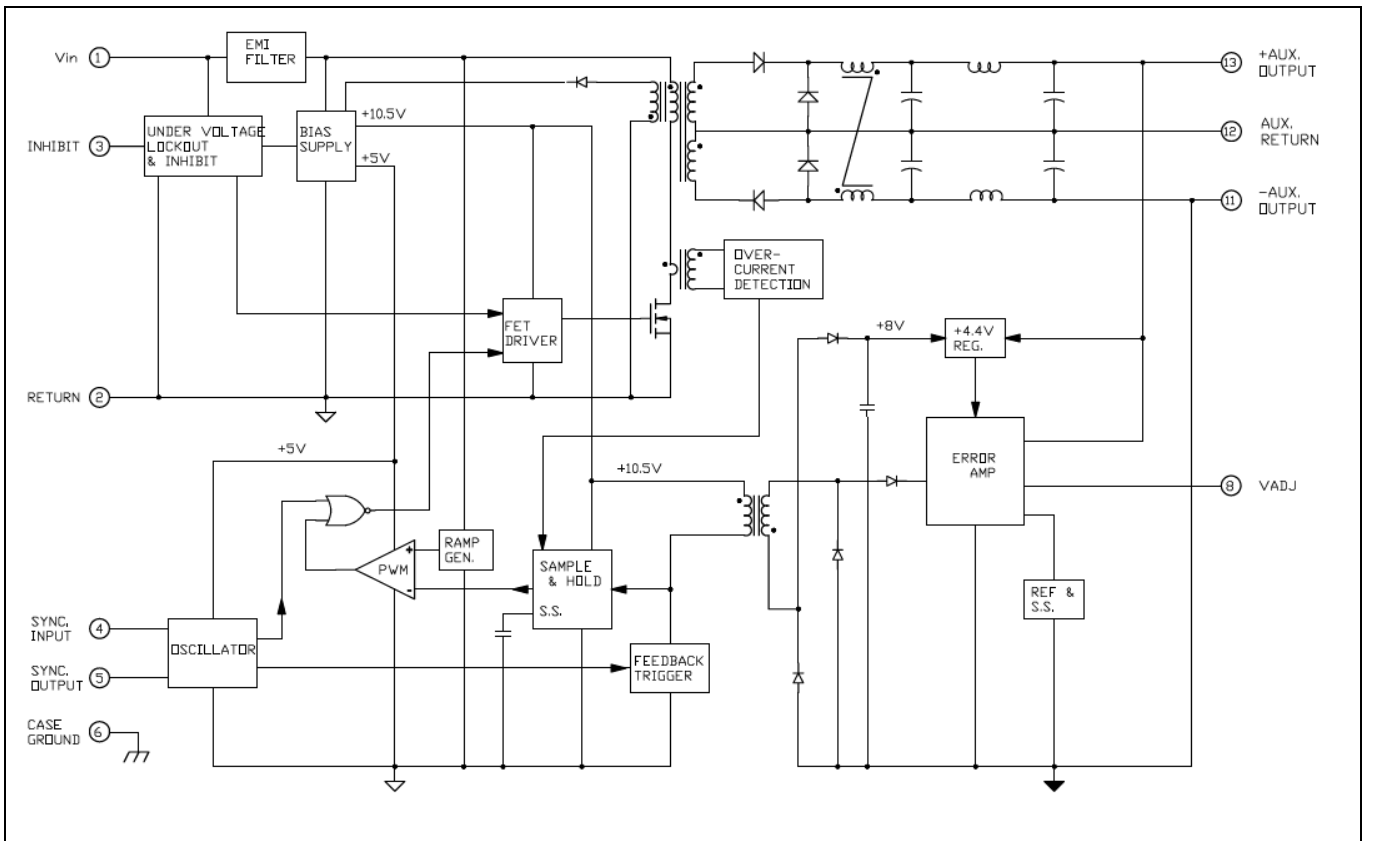 Vin
1
EMI
FILTER
13
+AUX.
OUTPUT
+10.5V
INHIBIT
3
UNDER VOLTAGE
LOCKOUT
& INHIBIT
BIAS
SUPPLY
+5V
12
AUX.
RETURN
11
-AUX.
OUTPUT
OVER-
CURRENT
DETECTION
FET
DRIVER
+8V
+4.4V
REG.
RETURN
2
+5V
+10.5V
ERROR
AMP
8
VADJ
PWM
+
-
RAMP
GEN.
SAMPLE
& HOLD
S.S.
REF &
S.S.
SYNC.
INPUT
4
OSCILLATOR
SYNC.
OUTPUT
5
FEEDBACK
TRIGGER
CASE
GROUND
6